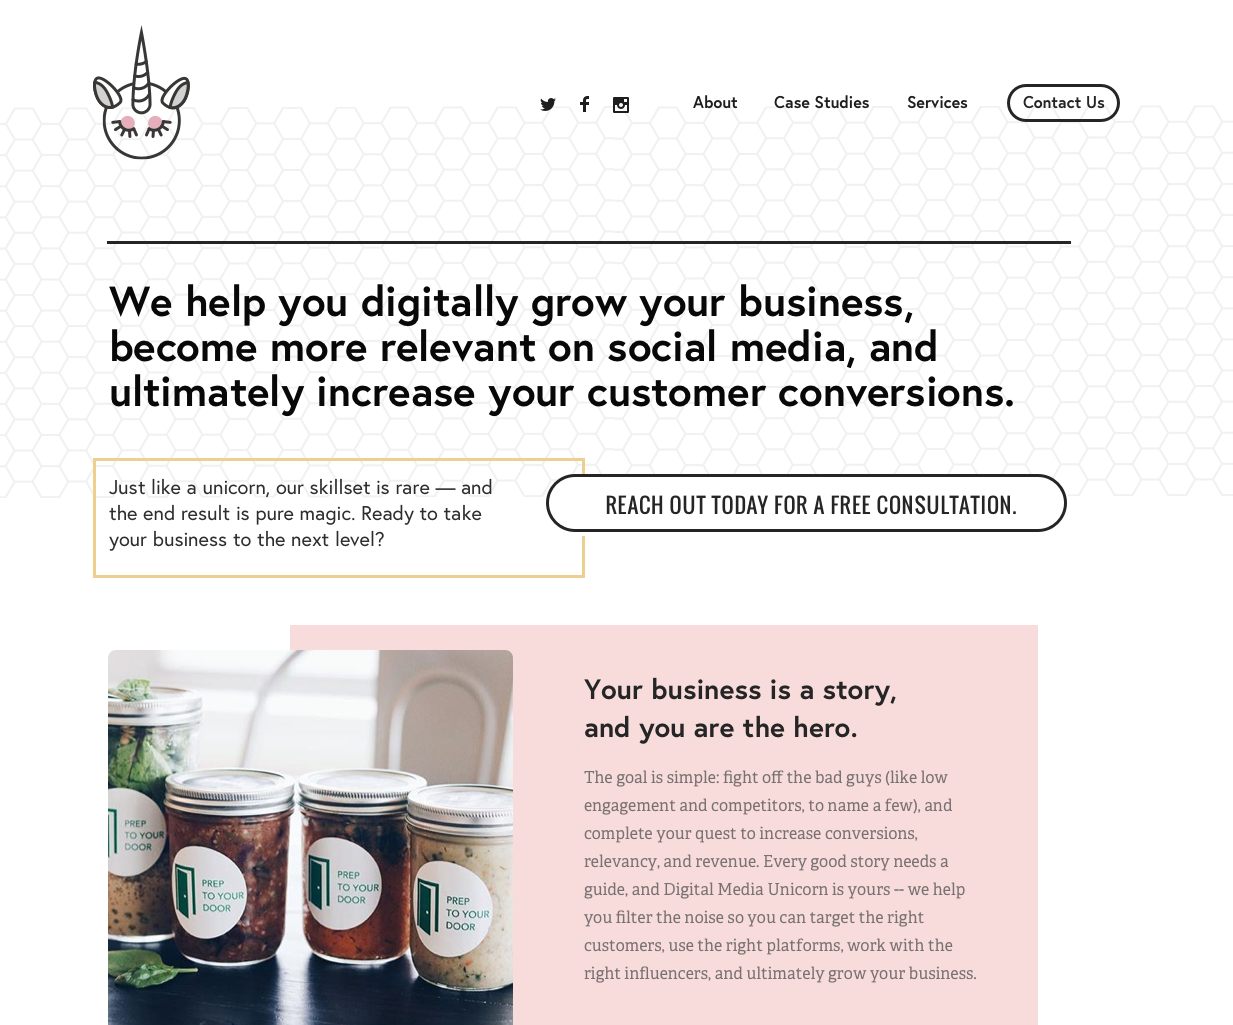 About
Case Studies
Services
Contact Us
We help you digitally grow your business,
become more relevant on social media, and
ultimately increase your customer conversions.
Just like a unicorn, our skillset is rare — and
the end result is pure magic. Ready to take
your business to the next level?
REACH OUT TODAY FOR A FREE CONSULTATION.
PREP
TO YOUR
DOOR
PREP
TO YOUR
DOOR
PREP
TO YOUR
DOOR
PREP
TO YOUR
DOOR
Your business is a story,
and you are the hero.
The goal is simple: fight off the bad guys (like low
engagement and competitors, to name a few), and
complete your quest to increase conversions,
relevancy, and revenue. Every good story needs a
guide, and Digital Media Unicorn is yours -- we help
you filter the noise so you can target the right
customers, use the right platforms, work with the
right influencers, and ultimately grow your business.